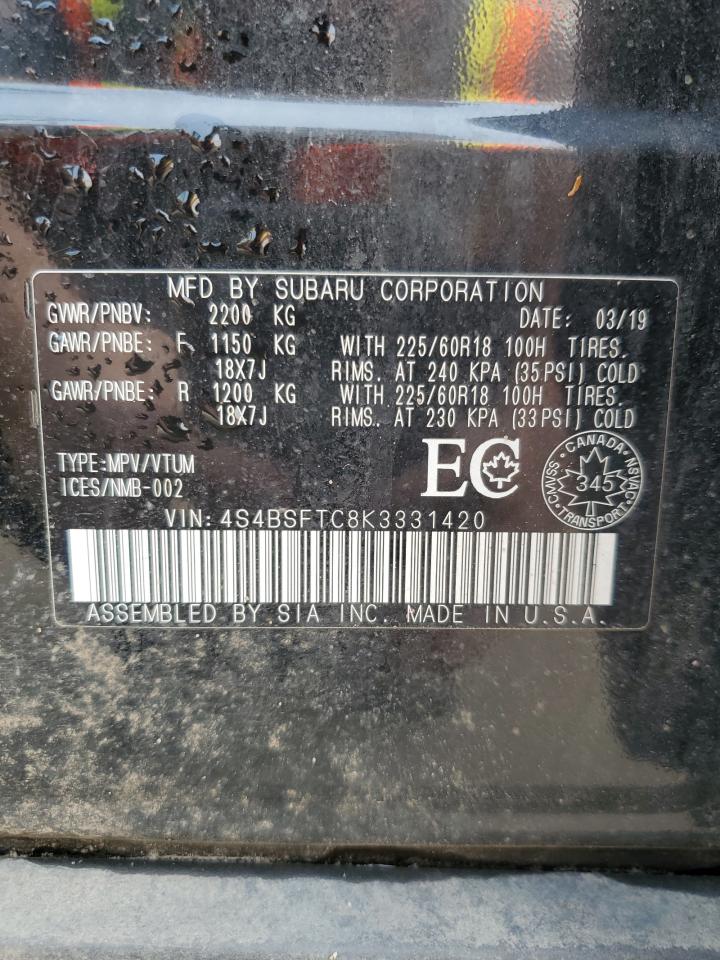 MFD BY SUBARU CORPORATION
GVWR/PNBV: 2200 KG DATE: 03/19
GAWR/PNBE: F 1150 KG WITH 225/60R18 100H TIRES.
18X7J RIMS. AT 240 KPA (35PSI) COLD
GAWR/PNBE: R 1200 KG WITH 225/60R18 100H TIRES.
18X7J RIMS. AT 230 KPA (33PSI) COLD
TYPE:MPV/VTUM
ICES/NMB-002
EC
CANADA
CMVSS NSVAC
345
TRANSPORT
VIN:4S4BSFTC8K3331420
ASSEMBLED BY SIA INC. MADE IN U.S.A.